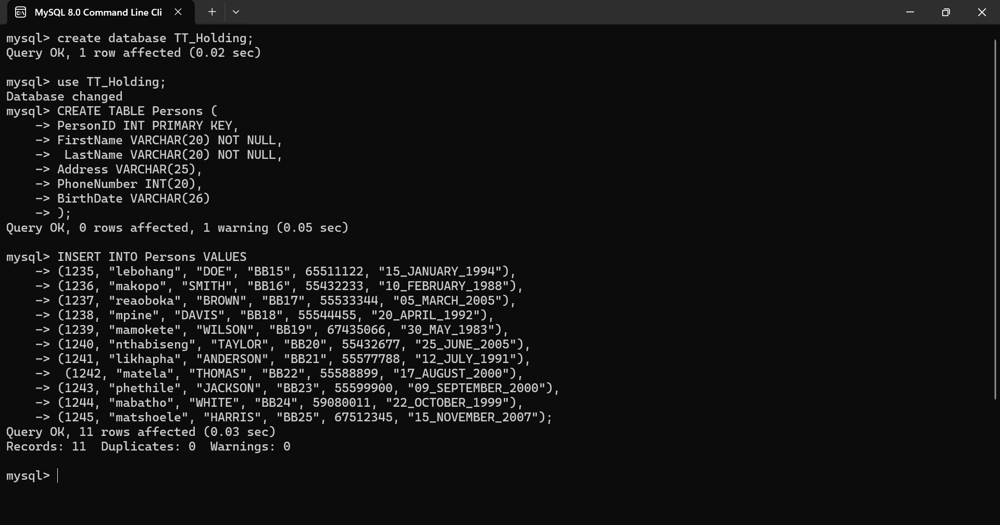 MySQL 8.0 Command Line Cli
mysql> create database TT_Holding;
Query OK, 1 row affected (0.02 sec)
mysql> use TT_Holding;
Database changed
mysql> CREATE TABLE Persons (
    -> PersonID INT PRIMARY KEY,
    -> FirstName VARCHAR(20) NOT NULL,
    ->  LastName VARCHAR(20) NOT NULL,
    -> Address VARCHAR(25),
    -> PhoneNumber INT(20),
    -> BirthDate VARCHAR(26)
    -> );
Query OK, 0 rows affected, 1 warning (0.05 sec)
mysql> INSERT INTO Persons VALUES
    -> (1235, "lebohang", "DOE", "BB15", 65511122, "15_JANUARY_1994"),
    -> (1236, "makopo", "SMITH", "BB16", 55432233, "10_FEBRUARY_1988"),
    -> (1237, "reaoboka", "BROWN", "BB17", 55533344, "05_MARCH_2005"),
    -> (1238, "mpine", "DAVIS", "BB18", 55544455, "20_APRIL_1992"),
    -> (1239, "mamokete", "WILSON", "BB19", 67435066, "30_MAY_1983"),
    -> (1240, "nthabiseng", "TAYLOR", "BB20", 55432677, "25_JUNE_2005"),
    -> (1241, "likhapha", "ANDERSON", "BB21", 55577788, "12_JULY_1991"),
    ->  (1242, "matela", "THOMAS", "BB22", 55588899, "17_AUGUST_2000"),
    -> (1243, "phethile", "JACKSON", "BB23", 55599900, "09_SEPTEMBER_2000"),
    -> (1244, "mabatho", "WHITE", "BB24", 59080011, "22_OCTOBER_1999"),
    -> (1245, "matshoele", "HARRIS", "BB25", 67512345, "15_NOVEMBER_2007");
Query OK, 11 rows affected (0.03 sec)
Records: 11  Duplicates: 0  Warnings: 0
mysql>